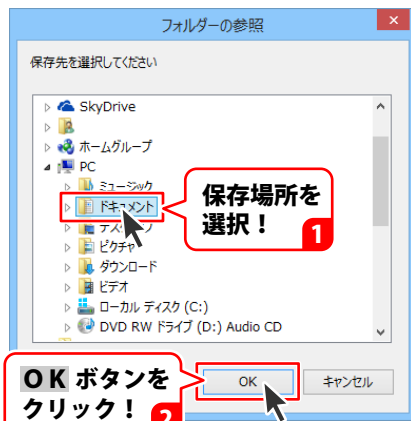 フォルダーの参照
保存先を選択してください
SkyDrive
ホームグループ
PC
ミュージック
ドキュメント
デスクトップ
ピクチャ
ダウンロード
ビデオ
ローカル ディスク (C:)
DVD RW ドライブ (D:) Audio CD
保存場所を
選択！
1
OK キャンセル
OK ボタンを
クリック！
2